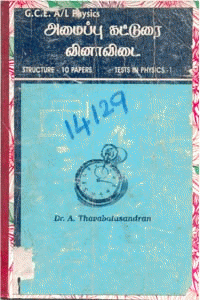 G.C.E. A/L Physics
அமைப்பு கட்டுரை
வினாவிடை
STRUCTURE - 10 PAPERS TESTS IN PHYSICS - 1
14129
Dr. A. Thavabalasandran